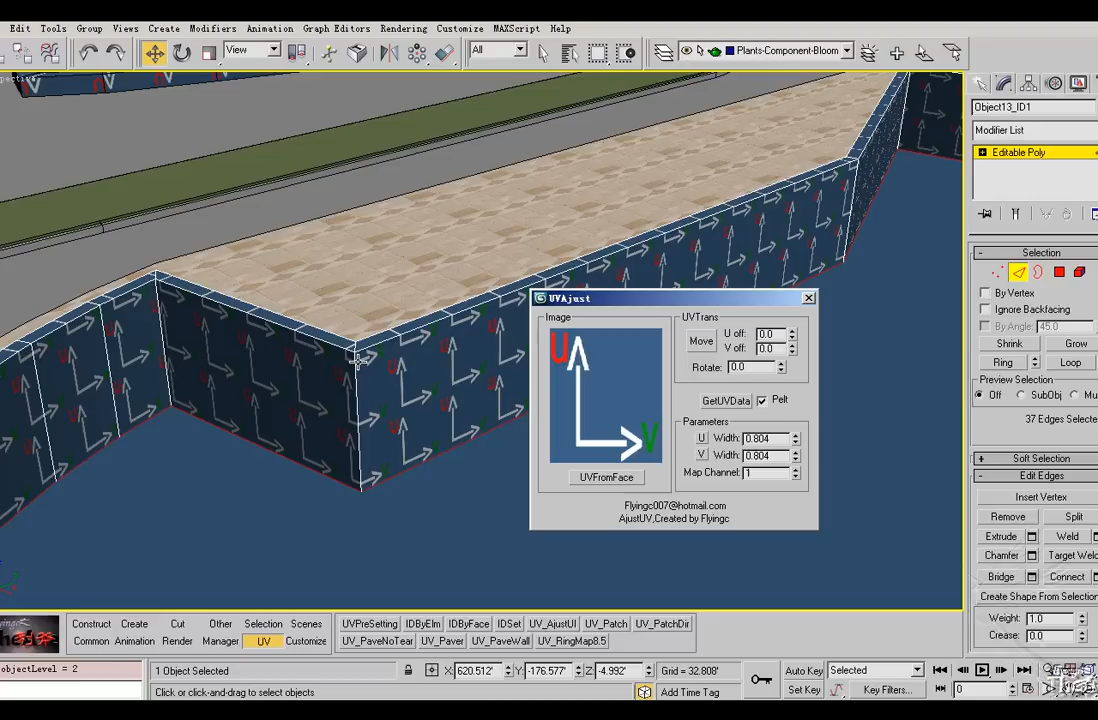 Edit Tools Group Views Create Modifiers Animation Graph Editors Rendering Customize MAXScript Help
View All Plants-Component-Bloom
Object13_ID1
Modifier List
Editable Poly
Selection
By Vertex
Ignore Backfacing
By Angle: 45.0
Shrink Grow
Ring Loop
Preview Selection
Off SubObj
37 Edges Selecte
Soft Selection
Edit Edges
Insert Vertex
Remove Split
Extrude Weld
Chamfer Target Weld
Bridge Connect
Create Shape From Selection
Weight: 1.0
Crease: 0.0
UVAjust
Image
U
V
UVFromFace
UVTrans
Move U off: 0.0
V off: 0.0
Rotate: 0.0
GetUVData Pelt
Parameters
U Width: 0.804
V Width: 0.804
Map Channel: 1
Flyingc007@hotmail.com
AjustUV,Created by Flyingc
Construct Cut Other Selection Scenes
Common Animation Render Manager UV Customize
UVPreSetting IDByElm IDByFace IDSet UV_AjustUI UV_Patch UV_PatchDir
UV_PaveNoTear UV_Paver UV_PaveWall UV_RingMap8.5
objectLevel = 2
1 Object Selected X: 620.512' Y: -176.577' Z: -4.992' Grid = 32.808'
Click or click-and-drag to select objects Add Time Tag
Auto Key Selected
Set Key Key Filters... 0